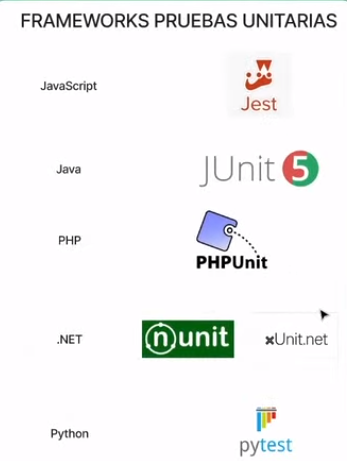 FRAMEWORKS PRUEBAS UNITARIAS
JavaScript
Jest
Java
JUnit 5
PHP
PHPUnit
.NET
nunit
xUnit.net
Python
pytest